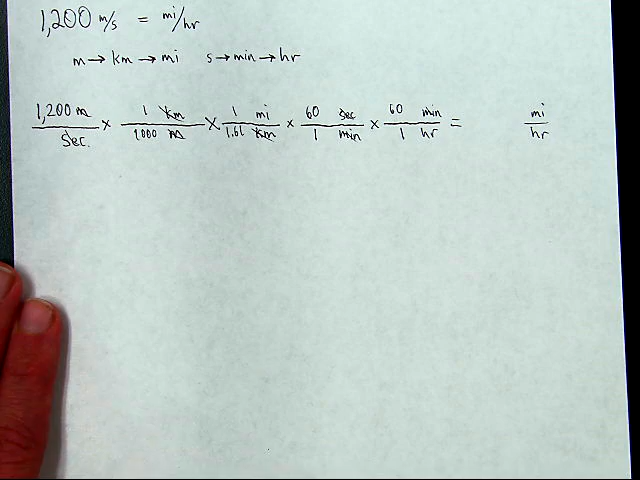 1,200 m/s = mi/hr
m → km → mi s → min → hr
1,200 m / sec. × 1 km / 1000 m × 1 mi / 1.61 km × 60 sec / 1 min × 60 min / 1 hr = mi / hr